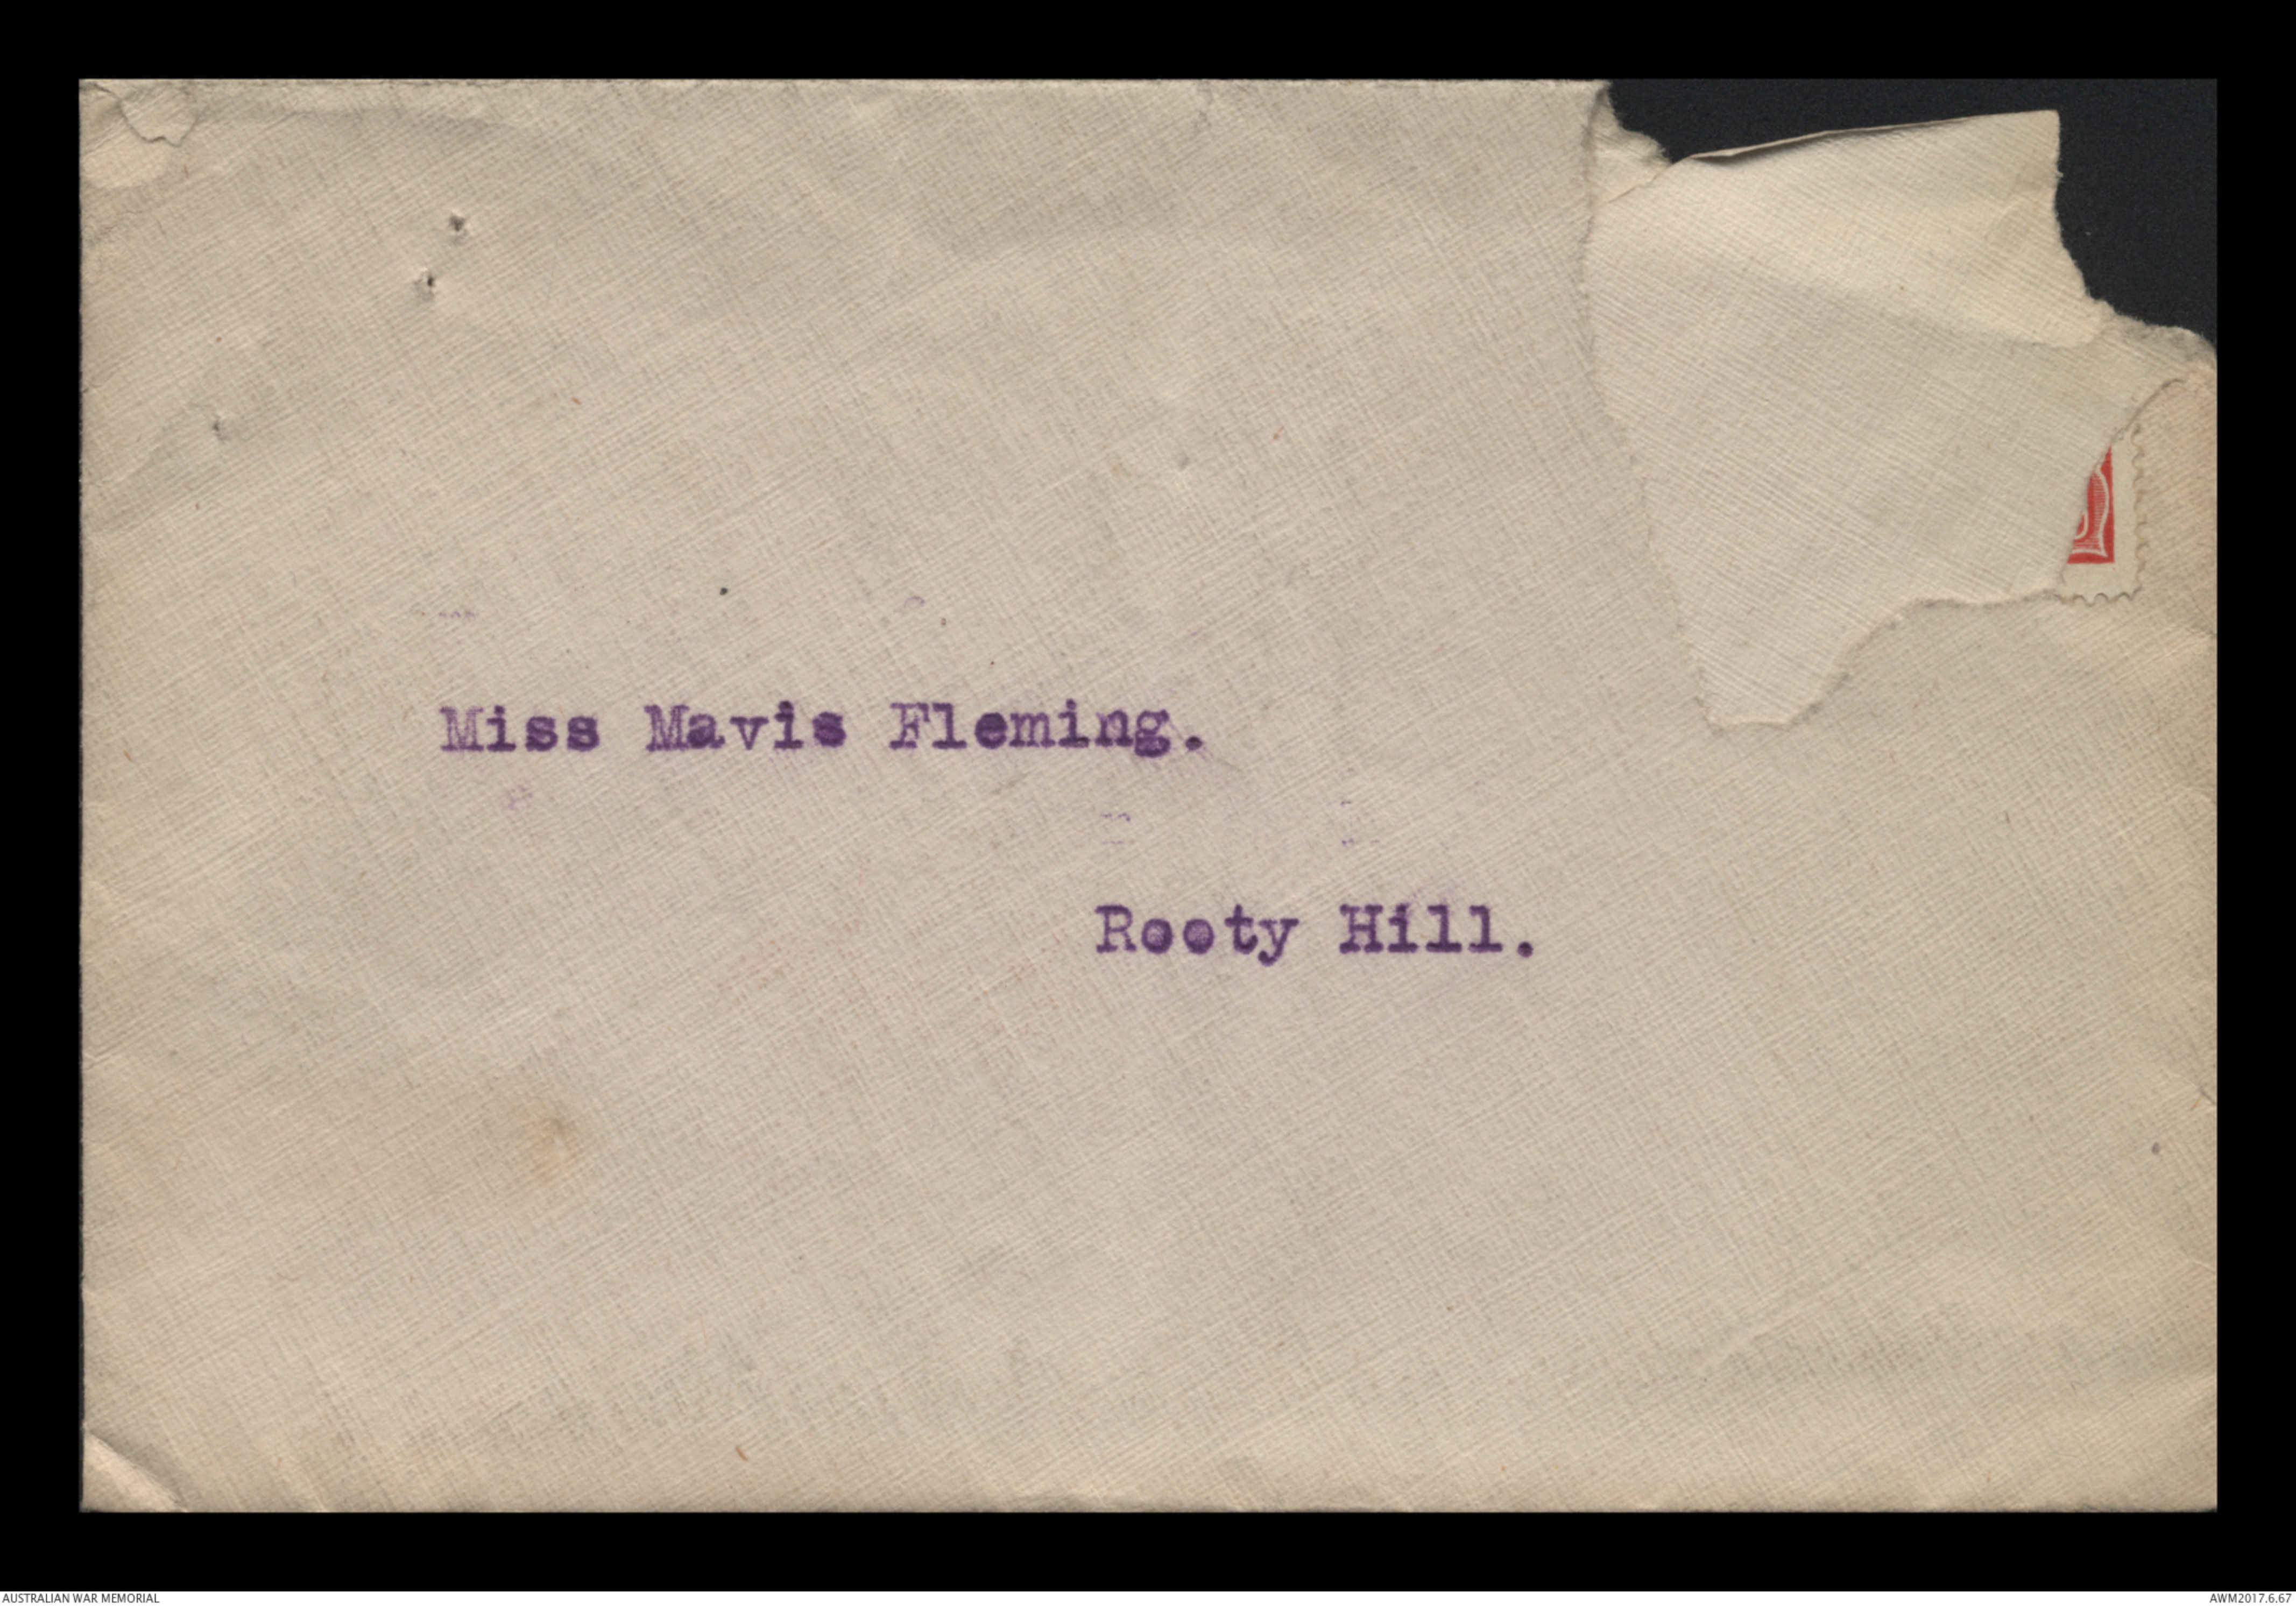 Miss Mavis Fleming.
Rooty Hill.
AUSTRALIAN WAR MEMORIAL
AWM2017.6.67